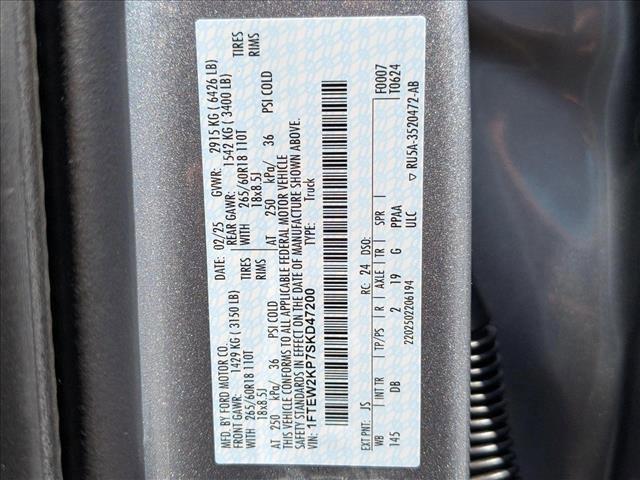 MFD. BY FORD MOTOR CO.
DATE: 02/25 GVWR: 2915 KG ( 6426 LB)
FRONT GAWR: 1429 KG ( 3150 LB) REAR GAWR: 1542 KG ( 3400 LB)
WITH 265/60R18 110T TIRES WITH 265/60R18 110T TIRES
18x8.5J RIMS 18x8.5J RIMS
AT 250 kPa/ 36 PSI COLD AT 250 kPa/ 36 PSI COLD
THIS VEHICLE CONFORMS TO ALL APPLICABLE FEDERAL MOTOR VEHICLE
SAFETY STANDARDS IN EFFECT ON THE DATE OF MANUFACTURE SHOWN ABOVE.
VIN: 1FTEW2KP7SKD47200 TYPE: Truck
F0007
T0624
EXT PNT: JS RC: 24 DSO:
WB INT TR TP/PS R AXLE TR SPR
145 DB 2 19 G PPAA
ULC
2202502206194
▽ RU5A-3520472-AB